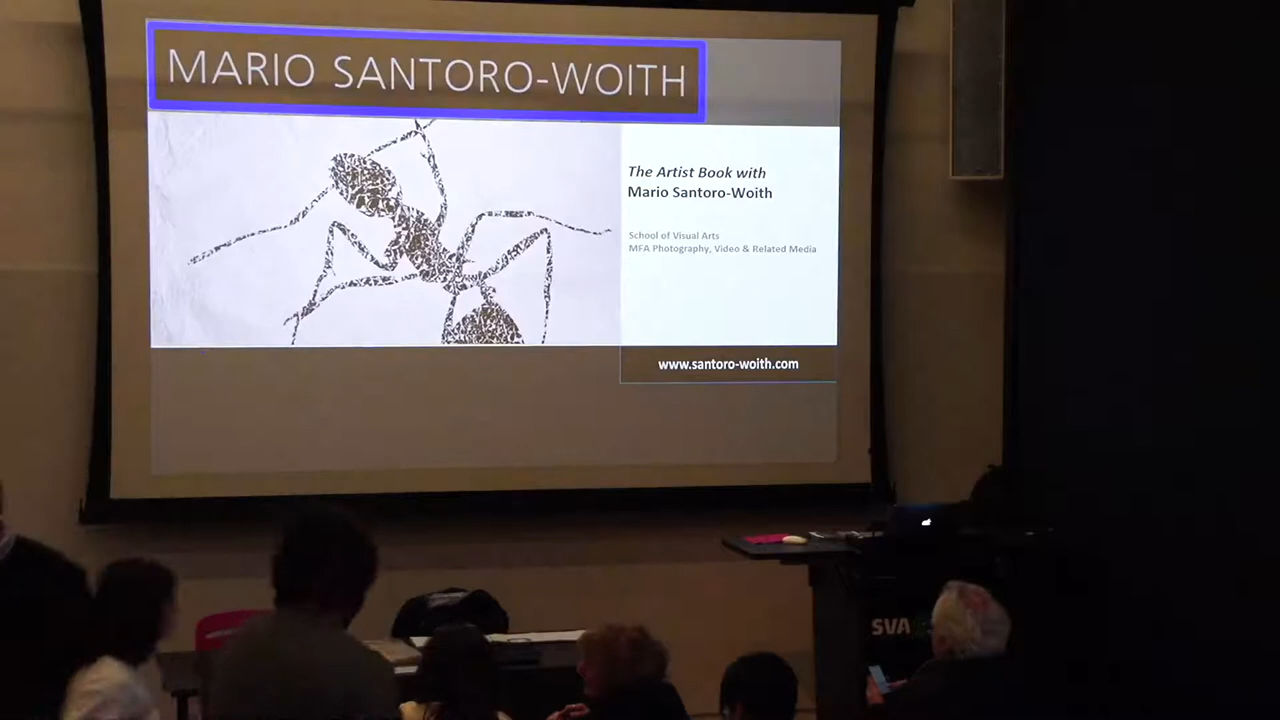 MARIO SANTORO-WOITH
The Artist Book with
Mario Santoro-Woith
School of Visual Arts
MFA Photography, Video & Related Media
www.santoro-woith.com
SVA